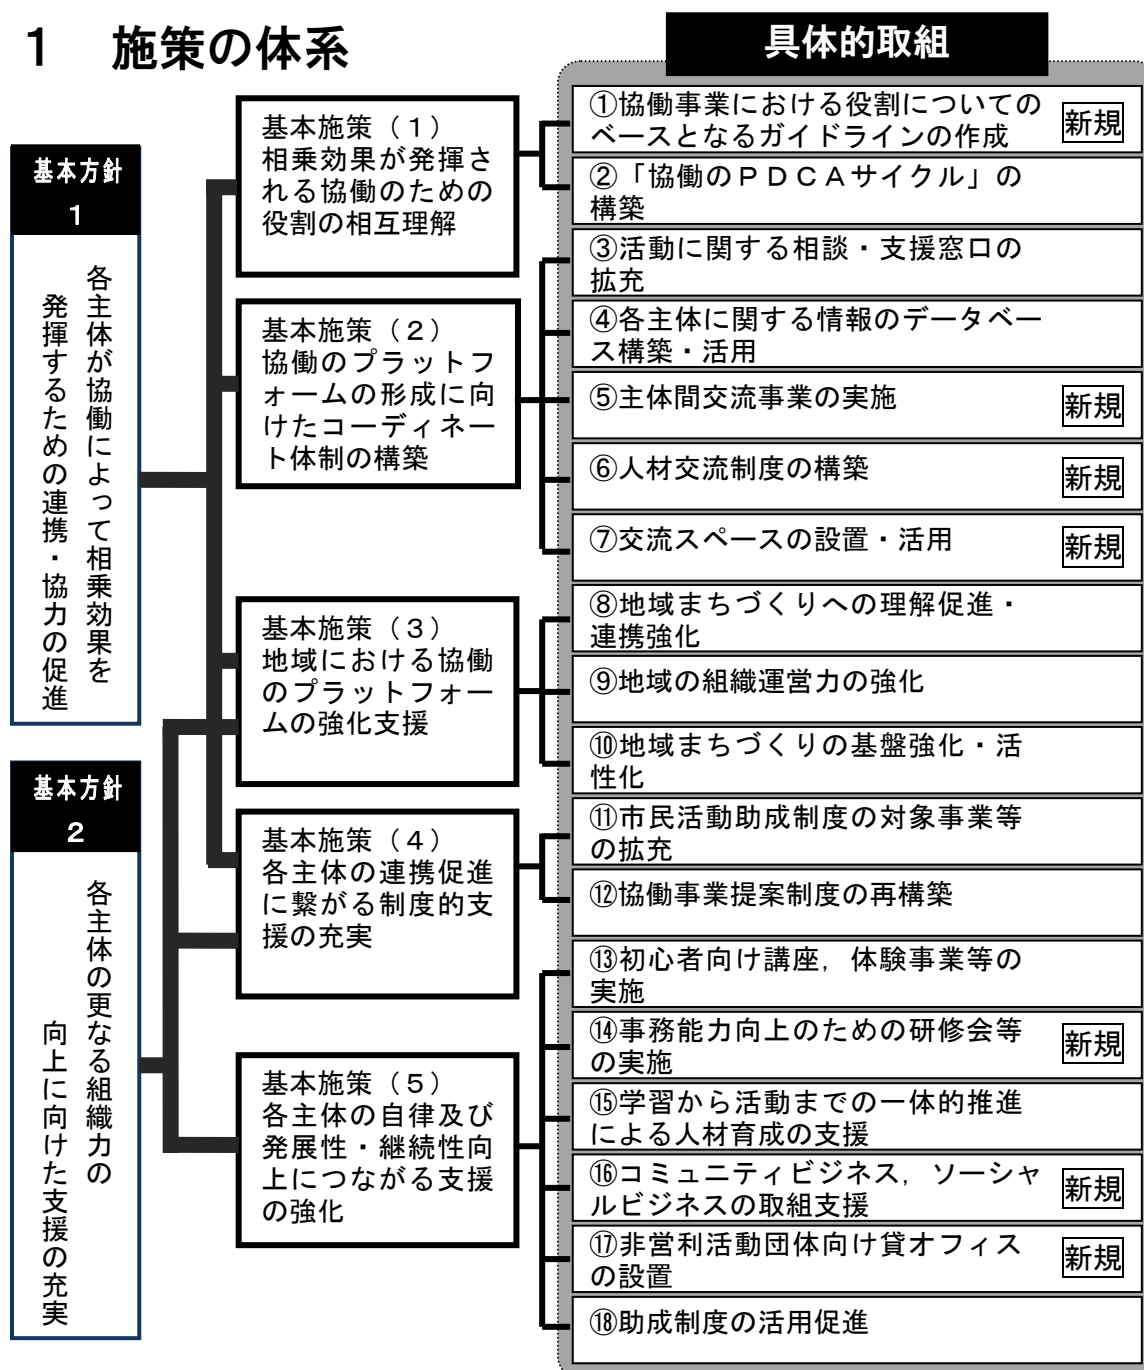 １　施策の体系
具体的取組
基本方針
１
各主体が協働によって相乗効果を
発揮するための連携・協力の促進
基本方針
２
各主体の更なる組織力の
向上に向けた支援の充実
基本施策（１）
相乗効果が発揮さ
れる協働のための
役割の相互理解
基本施策（２）
協働のプラットフ
ォームの形成に向
けたコーディネー
ト体制の構築
基本施策（３）
地域における協働
のプラットフォー
ムの強化支援
基本施策（４）
各主体の連携促進
に繋がる制度的支
援の充実
基本施策（５）
各主体の自律及び
発展性・継続性向
上につながる支援
の強化
①協働事業における役割についての
ベースとなるガイドラインの作成
新規
②「協働のＰＤＣＡサイクル」の
構築
③活動に関する相談・支援窓口の
拡充
④各主体に関する情報のデータベー
ス構築・活用
⑤主体間交流事業の実施
新規
⑥人材交流制度の構築
新規
⑦交流スペースの設置・活用
新規
⑧地域まちづくりへの理解促進・
連携強化
⑨地域の組織運営力の強化
⑩地域まちづくりの基盤強化・活
性化
⑪市民活動助成制度の対象事業等
の拡充
⑫協働事業提案制度の再構築
⑬初心者向け講座，体験事業等の
実施
⑭事務能力向上のための研修会等
の実施
新規
⑮学習から活動までの一体的推進
による人材育成の支援
⑯コミュニティビジネス，ソーシャ
ルビジネスの取組支援
新規
⑰非営利活動団体向け貸オフィス
の設置
新規
⑱助成制度の活用促進